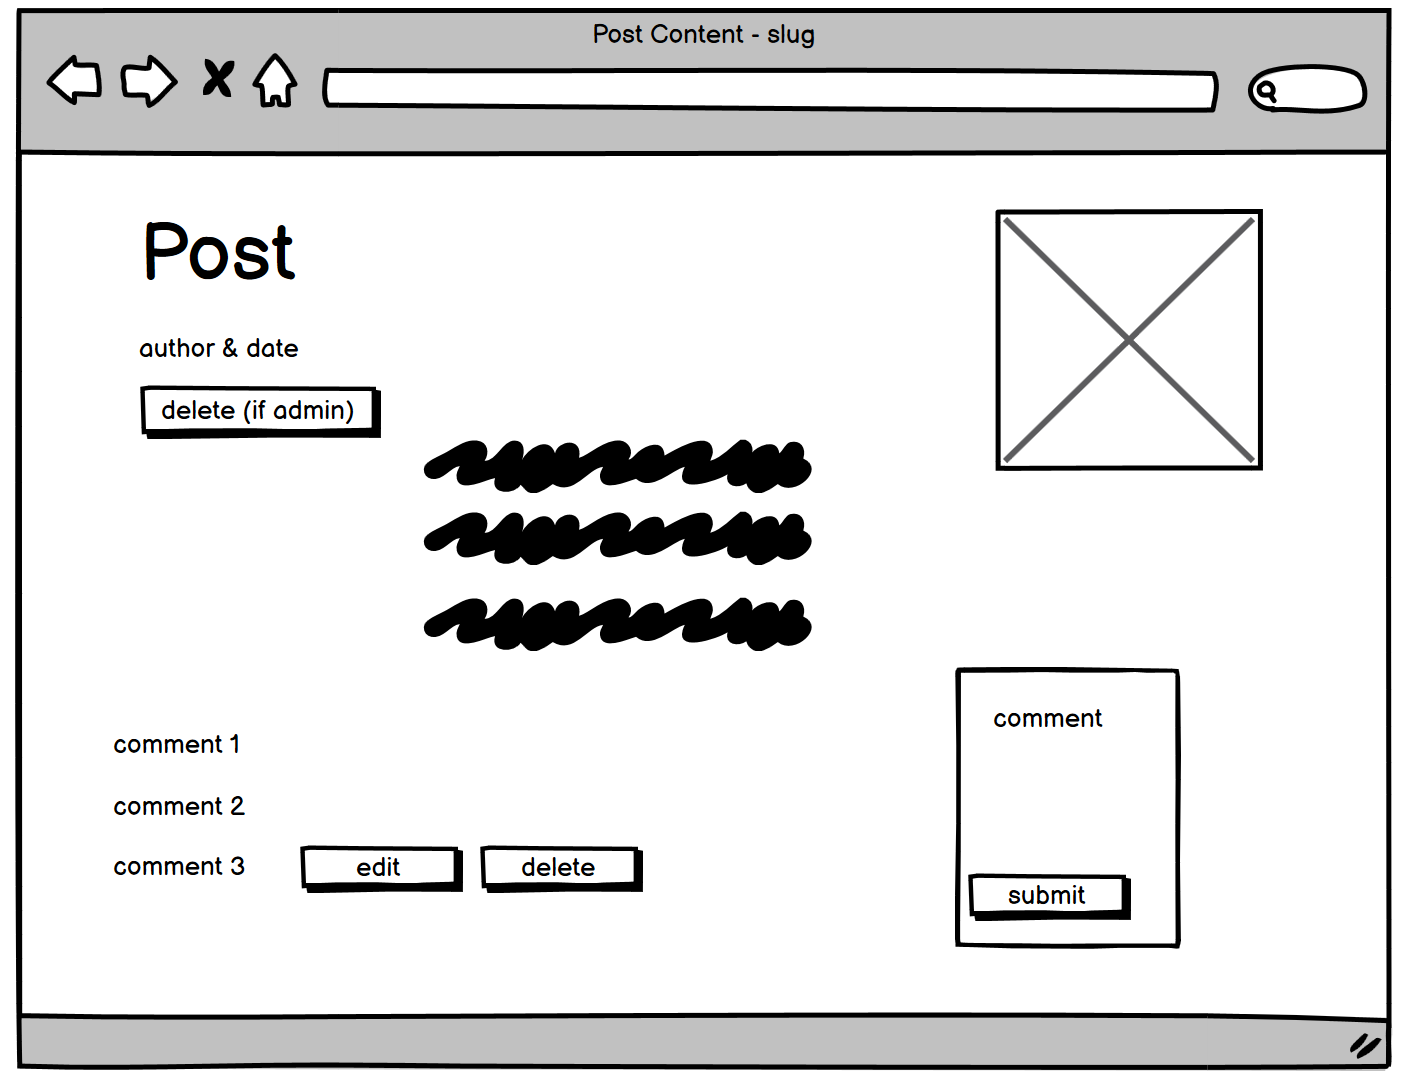 Post Content - slug
Post
author & date
delete (if admin)
comment 1
comment 2
comment 3
edit
delete
comment
submit